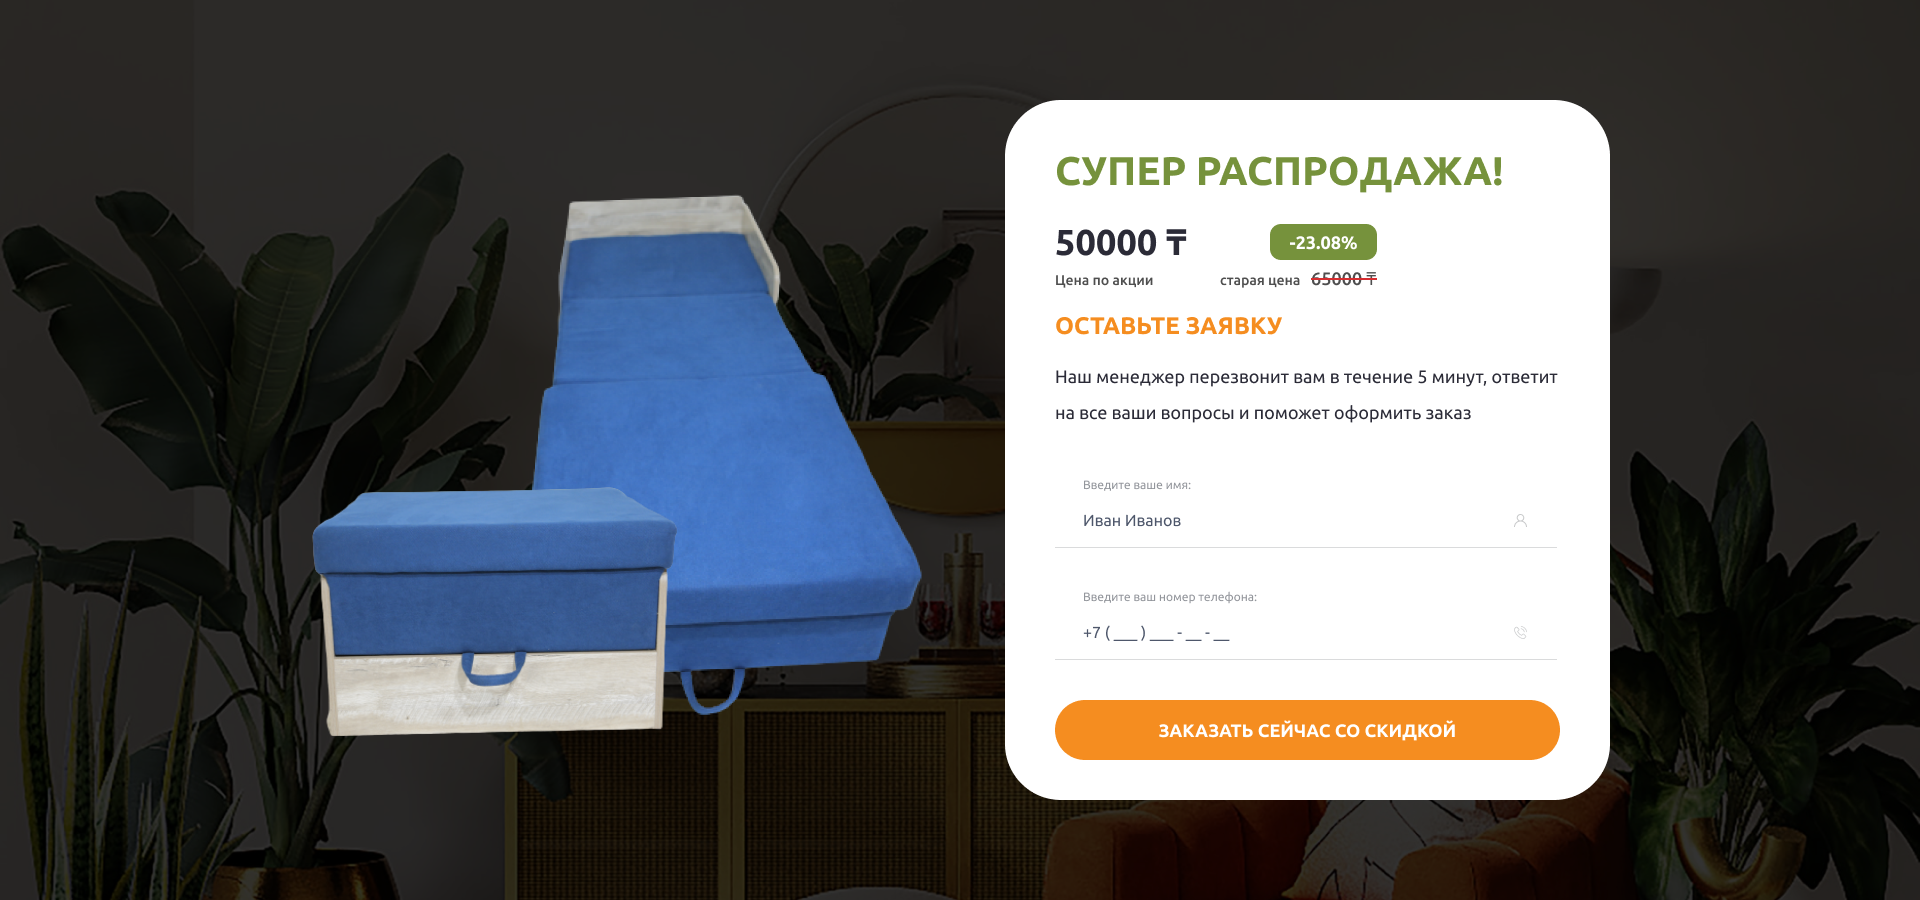 СУПЕР РАСПРОДАЖА!
50000 ₸
-23.08%
Цена по акции
старая цена 65000 ₸
ОСТАВЬТЕ ЗАЯВКУ
Наш менеджер перезвонит вам в течение 5 минут, ответит
на все ваши вопросы и поможет оформить заказ
Введите ваше имя:
Иван Иванов
Введите ваш номер телефона:
+7 ( ___ ) ___ - __ - __
ЗАКАЗАТЬ СЕЙЧАС СО СКИДКОЙ